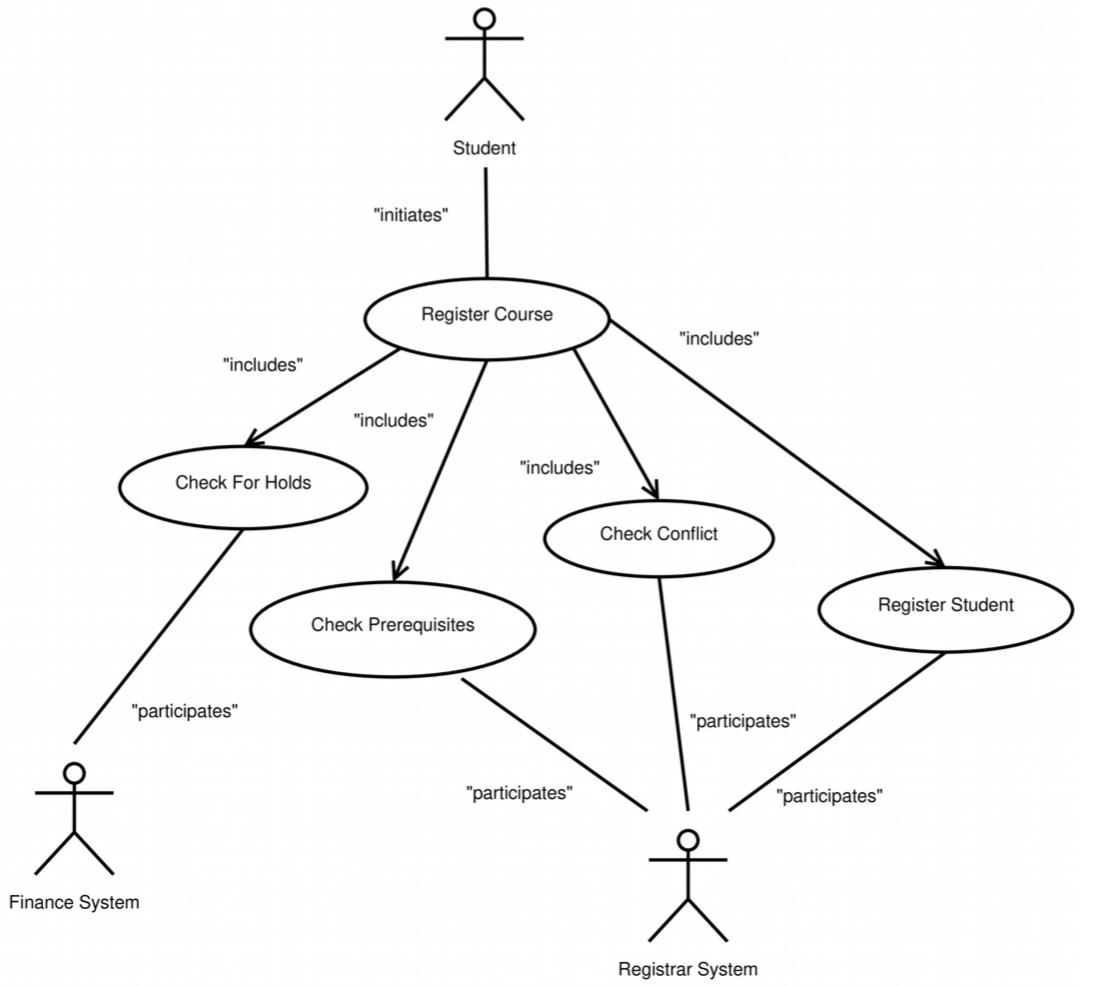 Student
"initiates"
Register Course
"includes"
"includes"
"includes"
"includes"
Check For Holds
Check Conflict
Register Student
Check Prerequisites
"participates"
"participates"
"participates"
"participates"
Finance System
Registrar System